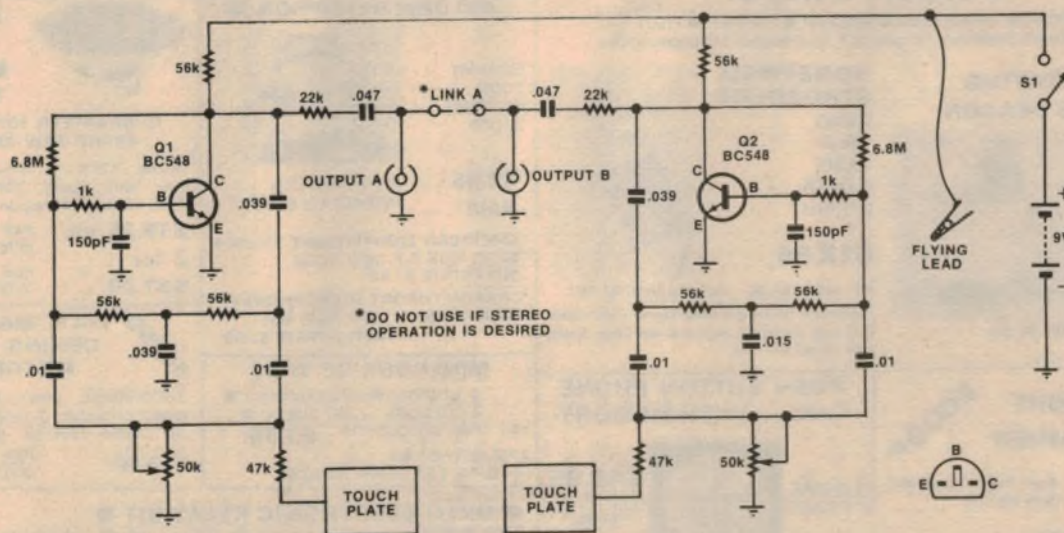 56k
56k
S1
*LINK A
.047
22k
.047
22k
6.8M
Q1
BC548
Q2
BC548
6.8M
1k
B
C
E
.039
OUTPUT A
OUTPUT B
.039
C
B
E
1k
150pF
150pF
FLYING
LEAD
+
9V
–
56k
56k
*DO NOT USE IF STEREO
OPERATION IS DESIRED
56k
56k
.039
.015
.01
.01
.01
.01
50k
47k
TOUCH
PLATE
TOUCH
PLATE
47k
50k
B
E
C